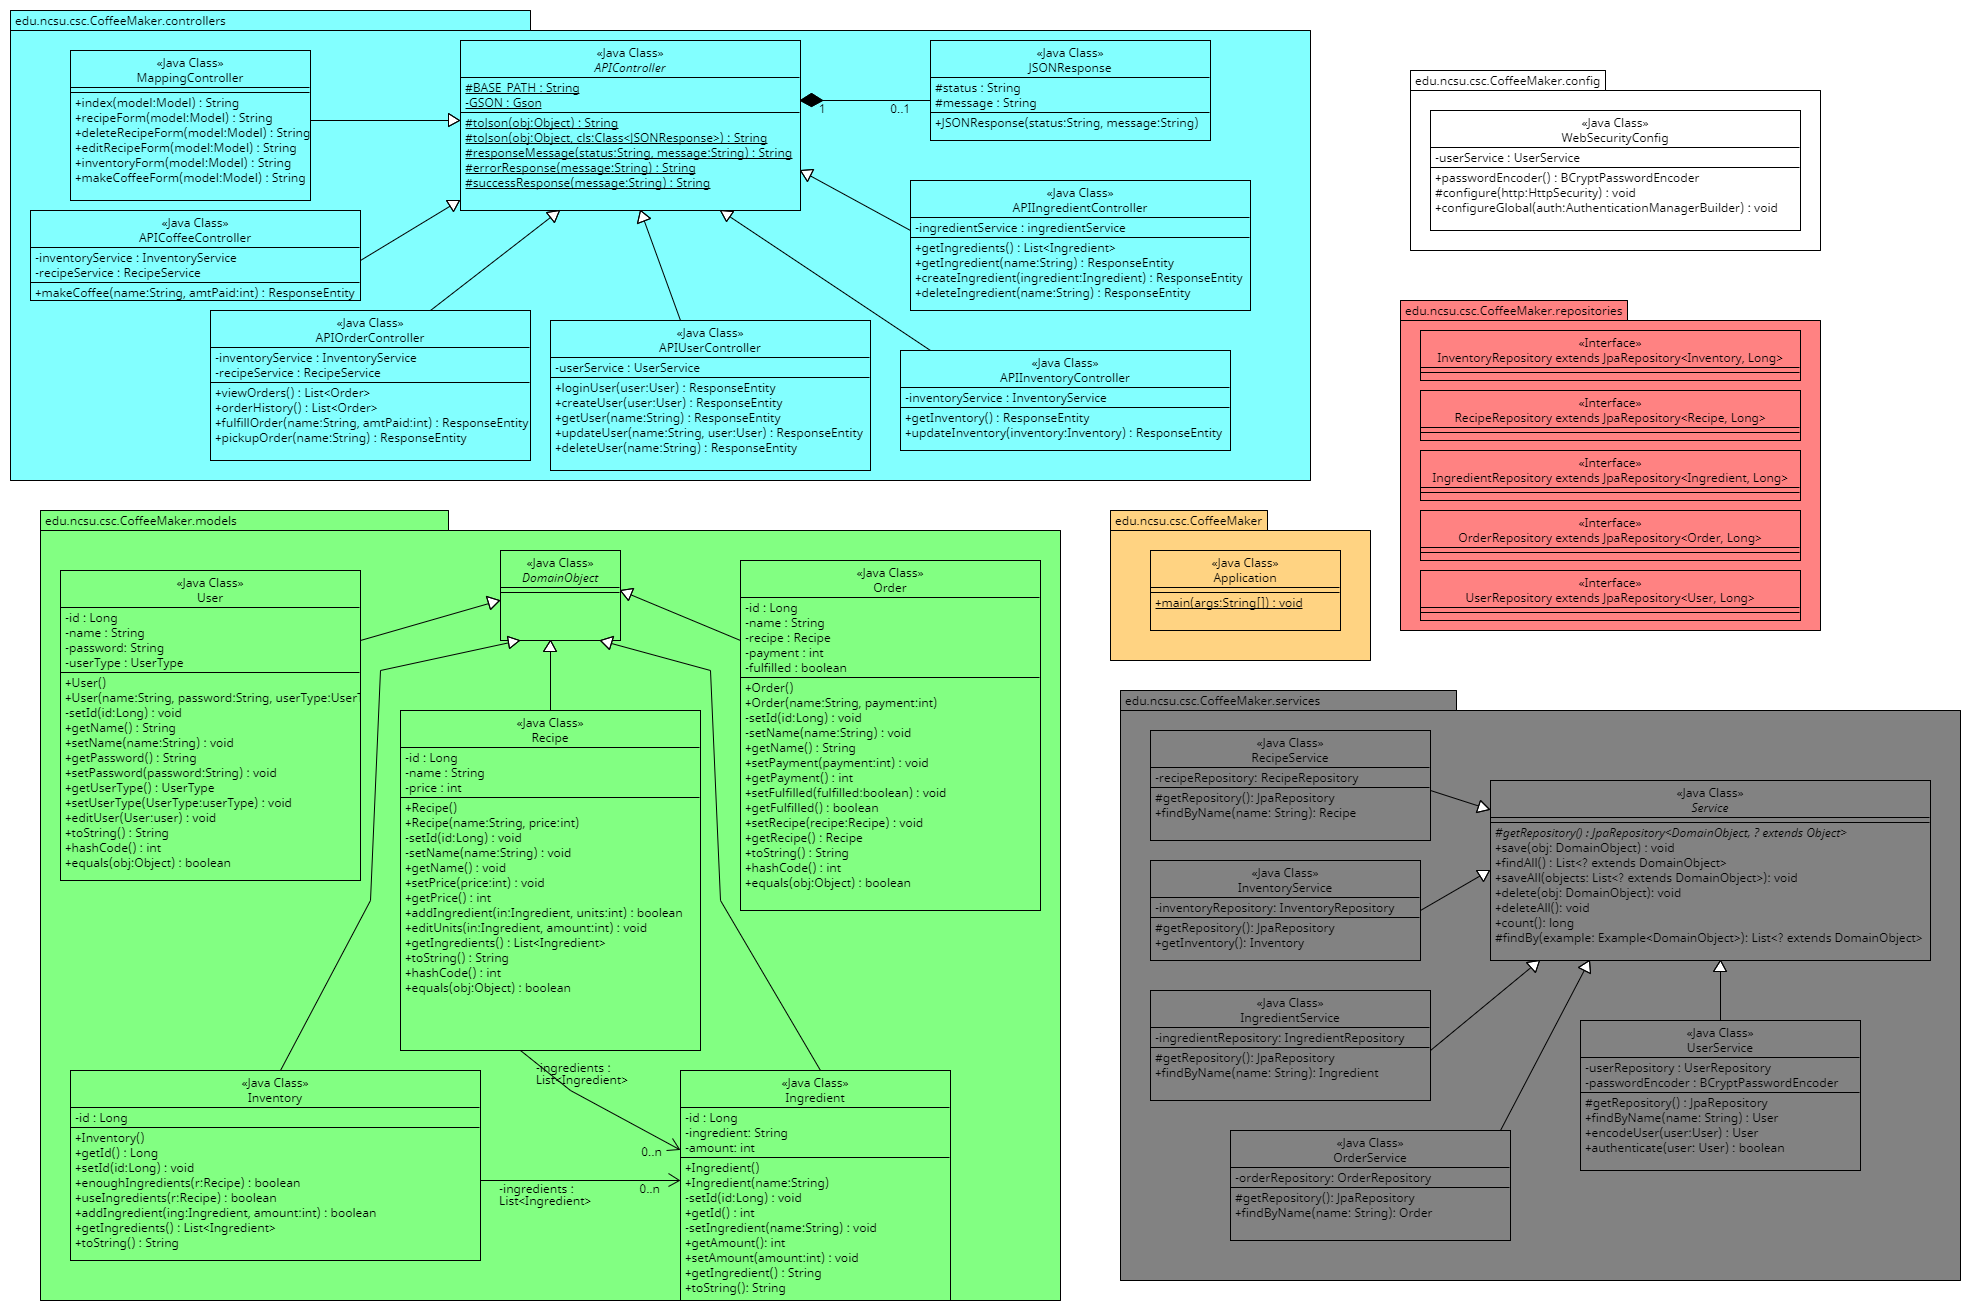 edu.ncsu.csc.CoffeeMaker.controllers
«Java Class»
MappingController
+index(model:Model) : String
+recipeForm(model:Model) : String
+deleteRecipeForm(model:Model) : String
+editRecipeForm(model:Model) : String
+inventoryForm(model:Model) : String
+makeCoffeeForm(model:Model) : String
«Java Class»
APIController
#BASE_PATH : String
-GSON : Gson
#toJson(obj:Object) : String
#toJson(obj:Object, cls:Class<JSONResponse>) : String
#responseMessage(status:String, message:String) : String
#errorResponse(message:String) : String
#successResponse(message:String) : String
1
0..1
«Java Class»
JSONResponse
#status : String
#message : String
+JSONResponse(status:String, message:String)
«Java Class»
APICoffeeController
-inventoryService : InventoryService
-recipeService : RecipeService
+makeCoffee(name:String, amtPaid:int) : ResponseEntity
«Java Class»
APIIngredientController
-ingredientService : ingredientService
+getIngredients() : List<Ingredient>
+getIngredient(name:String) : ResponseEntity
+createIngredient(ingredient:Ingredient) : ResponseEntity
+deleteIngredient(name:String) : ResponseEntity
«Java Class»
APIOrderController
-inventoryService : InventoryService
-recipeService : RecipeService
+viewOrders() : List<Order>
+orderHistory() : List<Order>
+fulfillOrder(name:String, amtPaid:int) : ResponseEntity
+pickupOrder(name:String) : ResponseEntity
«Java Class»
APIUserController
-userService : UserService
+loginUser(user:User) : ResponseEntity
+createUser(user:User) : ResponseEntity
+getUser(name:String) : ResponseEntity
+updateUser(name:String, user:User) : ResponseEntity
+deleteUser(name:String) : ResponseEntity
«Java Class»
APIInventoryController
-inventoryService : InventoryService
+getInventory() : ResponseEntity
+updateInventory(inventory:Inventory) : ResponseEntity
edu.ncsu.csc.CoffeeMaker.config
«Java Class»
WebSecurityConfig
-userService : UserService
+passwordEncoder() : BCryptPasswordEncoder
#configure(http:HttpSecurity) : void
+configureGlobal(auth:AuthenticationManagerBuilder) : void
edu.ncsu.csc.CoffeeMaker.repositories
«Interface»
InventoryRepository extends JpaRepository<Inventory, Long>
«Interface»
RecipeRepository extends JpaRepository<Recipe, Long>
«Interface»
IngredientRepository extends JpaRepository<Ingredient, Long>
«Interface»
OrderRepository extends JpaRepository<Order, Long>
«Interface»
UserRepository extends JpaRepository<User, Long>
edu.ncsu.csc.CoffeeMaker.models
«Java Class»
User
-id : Long
-name : String
-password: String
-userType : UserType
+User()
+User(name:String, password:String, userType:UserT
-setId(id:Long) : void
+getName() : String
+setName(name:String) : void
+getPassword() : String
+setPassword(password:String) : void
+getUserType() : UserType
+setUserType(UserType:userType) : void
+editUser(User:user) : void
+toString() : String
+hashCode() : int
+equals(obj:Object) : boolean
«Java Class»
DomainObject
«Java Class»
Order
-id : Long
-name : String
-recipe : Recipe
-payment : int
-fulfilled : boolean
+Order()
+Order(name:String, payment:int)
-setId(id:Long) : void
-setName(name:String) : void
+getName() : String
+setPayment(payment:int) : void
+getPayment() : int
+setFulfilled(fulfilled:boolean) : void
+getFulfilled() : boolean
+setRecipe(recipe:Recipe) : void
+getRecipe() : Recipe
+toString() : String
+hashCode() : int
+equals(obj:Object) : boolean
«Java Class»
Recipe
-id : Long
-name : String
-price : int
+Recipe()
+Recipe(name:String, price:int)
-setId(id:Long) : void
-setName(name:String) : void
+getName() : void
+setPrice(price:int) : void
+getPrice() : int
+addIngredient(in:Ingredient, units:int) : boolean
+editUnits(in:Ingredient, amount:int) : void
+getIngredients() : List<Ingredient>
+toString() : String
+hashCode() : int
+equals(obj:Object) : boolean
-ingredients :
List<Ingredient>
0..n
«Java Class»
Inventory
-id : Long
+Inventory()
+getId() : Long
+setId(id:Long) : void
+enoughIngredients(r:Recipe) : boolean
+useIngredients(r:Recipe) : boolean
+addIngredient(ing:Ingredient, amount:int) : boolean
+getIngredients() : List<Ingredient>
+toString() : String
-ingredients :
List<Ingredient>
0..n
«Java Class»
Ingredient
-id : Long
-ingredient: String
-amount: int
+Ingredient()
+Ingredient(name:String)
-setId(id:Long) : void
+getId() : int
-setIngredient(name:String) : void
+getAmount(): int
+setAmount(amount:int) : void
+getIngredient() : String
+toString(): String
edu.ncsu.csc.CoffeeMaker
«Java Class»
Application
+main(args:String[]) : void
edu.ncsu.csc.CoffeeMaker.services
«Java Class»
RecipeService
-recipeRepository: RecipeRepository
#getRepository(): JpaRepository
+findByName(name: String): Recipe
«Java Class»
Service
#getRepository() : JpaRepository<DomainObject, ? extends Object>
+save(obj: DomainObject) : void
+findAll() : List<? extends DomainObject>
+saveAll(objects: List<? extends DomainObject>): void
+delete(obj: DomainObject): void
+deleteAll(): void
+count(): long
#findBy(example: Example<DomainObject>): List<? extends DomainObject>
«Java Class»
InventoryService
-inventoryRepository: InventoryRepository
#getRepository(): JpaRepository
+getInventory(): Inventory
«Java Class»
IngredientService
-ingredientRepository: IngredientRepository
#getRepository(): JpaRepository
+findByName(name: String): Ingredient
«Java Class»
UserService
-userRepository : UserRepository
-passwordEncoder : BCryptPasswordEncoder
#getRepository() : JpaRepository
+findByName(name: String) : User
+encodeUser(user:User) : User
+authenticate(user: User) : boolean
«Java Class»
OrderService
-orderRepository: OrderRepository
#getRepository(): JpaRepository
+findByName(name: String): Order